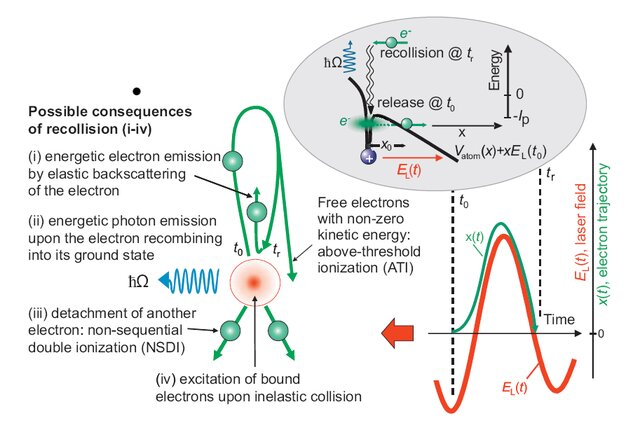 ħΩ
e-
recollision @ tr
Energy
0
-Ip
release @ t0
e-
x
x0
+
EL(t)
Vatom(x)+xEL(t0)
Possible consequences
of recollision (i-iv)
(i) energetic electron emission
by elastic backscattering
of the electron
(ii) energetic photon emission
upon the electron recombining
into its ground state
ħΩ
(iii) detachment of another
electron: non-sequential
double ionization (NSDI)
(iv) excitation of bound
electrons upon inelastic collision
t0
tr
Free electrons
with non-zero
kinetic energy:
above-threshold
ionization (ATI)
t0
tr
x(t)
Time
0
EL(t)
EL(t), laser field
x(t), electron trajectory